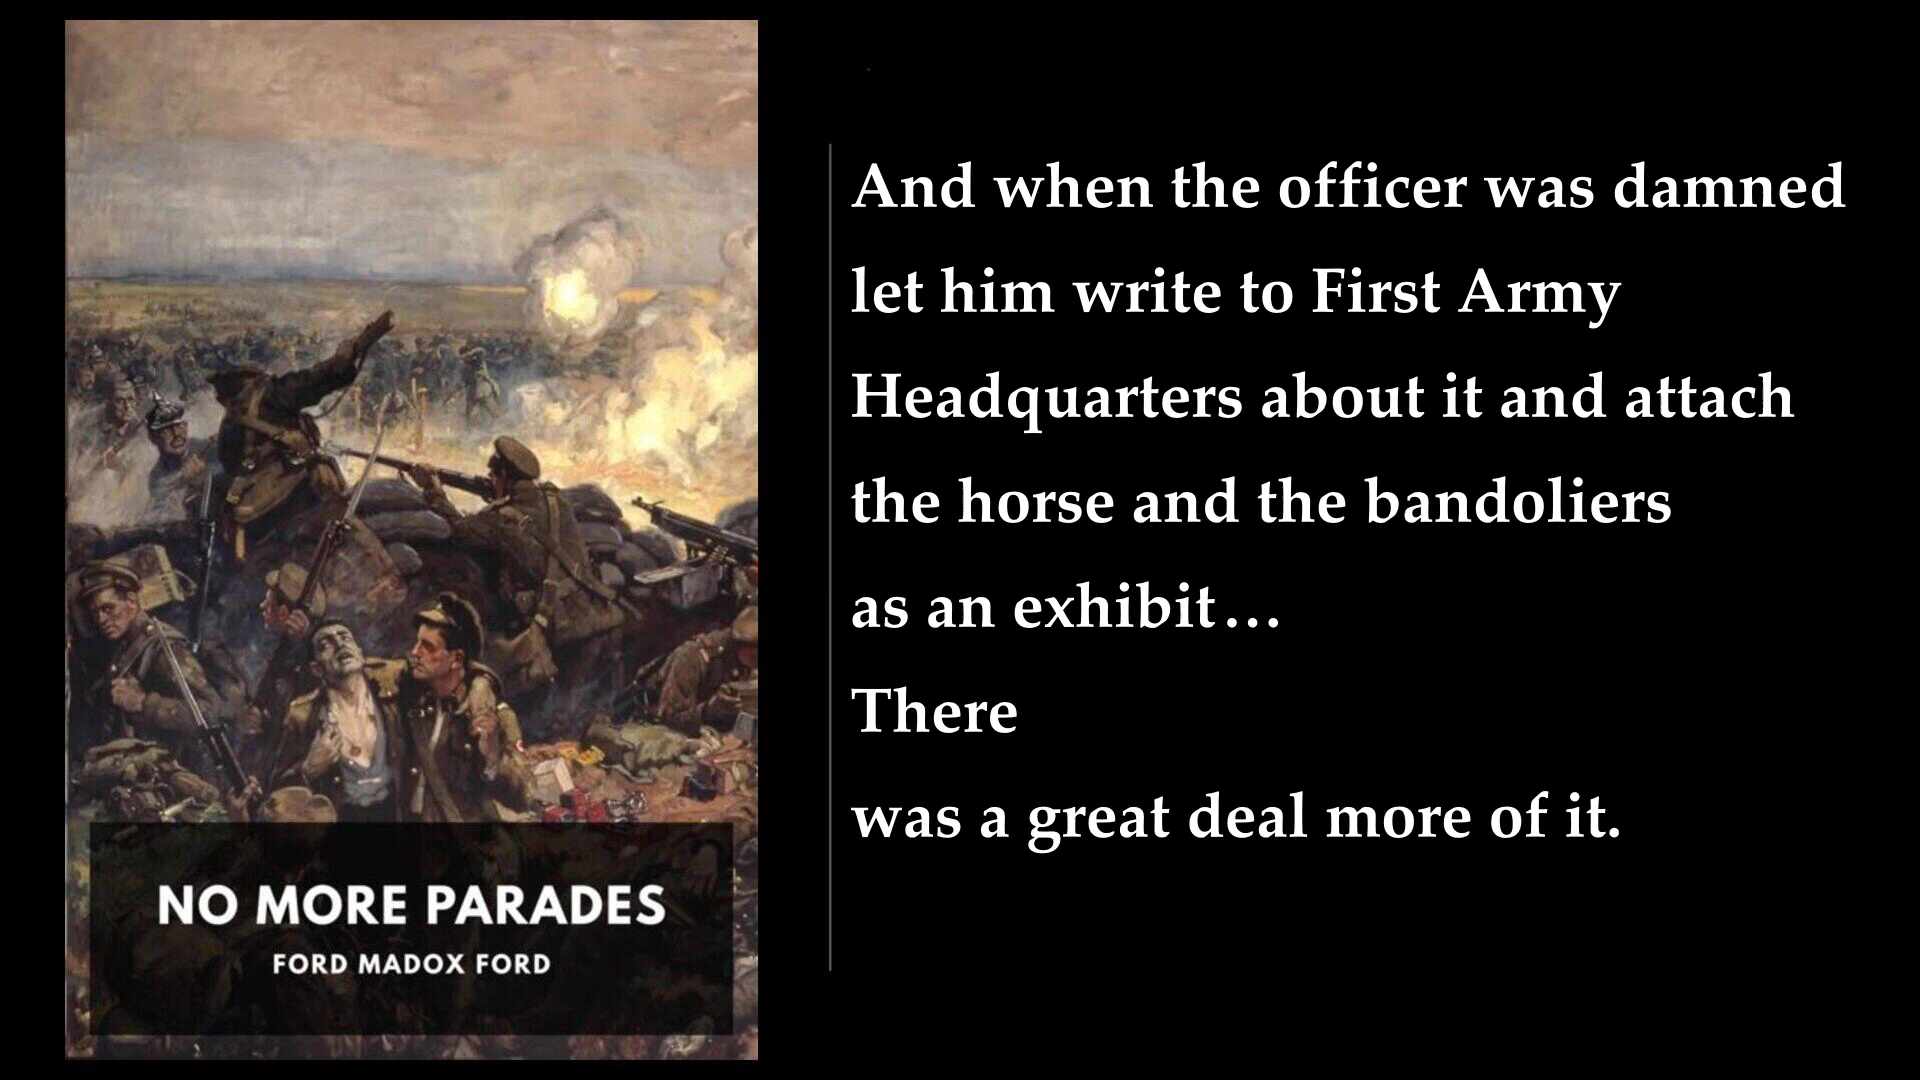 And when the officer was damned
let him write to First Army
Headquarters about it and attach
the horse and the bandoliers
as an exhibit…
There
was a great deal more of it.
NO MORE PARADES
FORD MADOX FORD